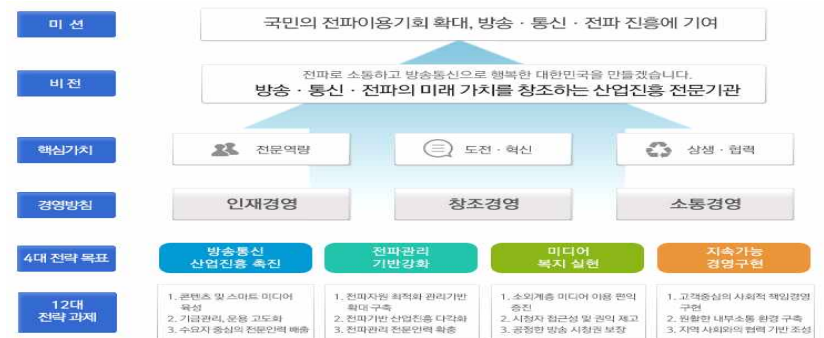 미 션
국민의 전파이용기회 확대, 방송 · 통신 · 전파 진흥에 기여
비 전
전파로 소통하고 방송통신으로 행복한 대한민국을 만들겠습니다.
방송 · 통신 · 전파의 미래 가치를 창조하는 산업진흥 전문기관
핵심가치
전문역량
도전 · 혁신
상생 · 협력
경영방침
인재경영
창조경영
소통경영
4대 전략 목표
방송통신
산업진흥 촉진
전파관리
기반강화
미디어
복지 실현
지속가능
경영구현
12대
전략 과제
1. 콘텐츠 및 스마트 미디어
육성
2. 기금관리, 운용 고도화
3. 수요자 중심의 전문인력 배출
1. 전파자원 최적화 관리기반
확대 구축
2. 전파기반 산업진흥 다각화
3. 전파관리 전문인력 확충
1. 소외계층 미디어 이용 편익
증진
2. 시청자 접근성 및 권익 제고
3. 공정한 방송 시청권 보장
1. 고객중심의 사회적 책임경영
구현
2. 원활한 내부소통 환경 구축
3. 지역 사회와의 협력 기반 조성